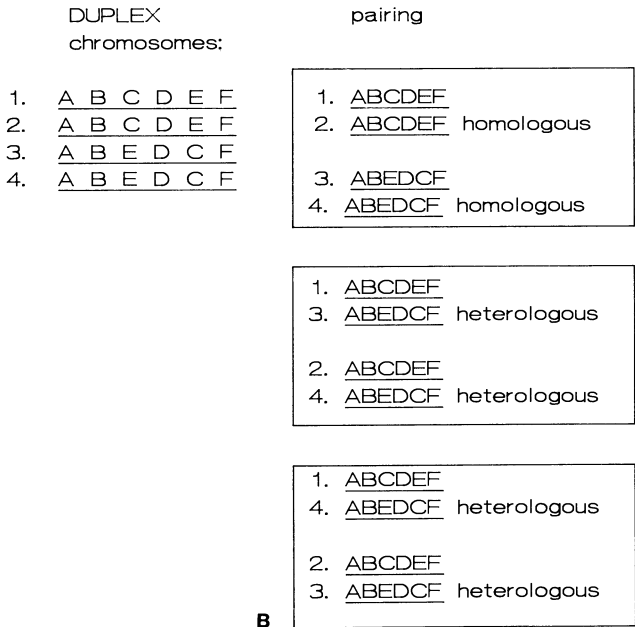 DUPLEX
chromosomes:
1. A B C D E F
2. A B C D E F
3. A B E D C F
4. A B E D C F
pairing
1. ABCDEF
2. ABCDEF homologous
3. ABEDCF
4. ABEDCF homologous
1. ABCDEF
3. ABEDCF heterologous
2. ABCDEF
4. ABEDCF heterologous
1. ABCDEF
4. ABEDCF heterologous
2. ABCDEF
3. ABEDCF heterologous
B